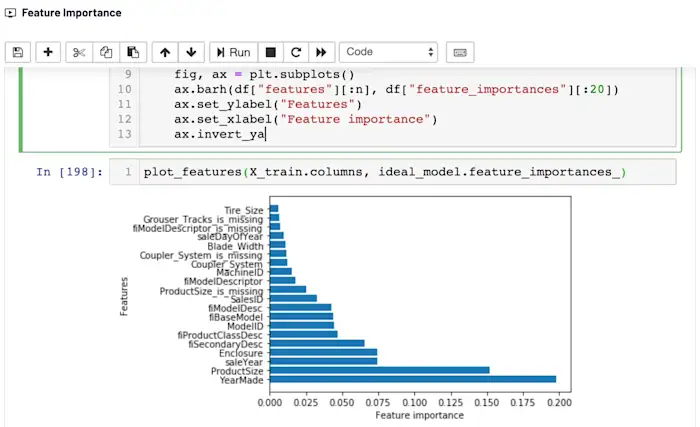 Feature Importance
Run
Code
9 fig, ax = plt.subplots()
10 ax.barh(df["features"][:n], df["feature_importances"][:20])
11 ax.set_ylabel("Features")
12 ax.set_xlabel("Feature importance")
13 ax.invert_ya
In [198]: 1 plot_features(X_train.columns, ideal_model.feature_importances_)
Tire_Size
Grouser_Tracks_is_missing
fiModelDescriptor_is_missing
saleDayOfYear
Blade_Width
Coupler_System_is_missing
Coupler_System
MachineID
fiModelDescriptor
ProductSize_is_missing
SalesID
fiModelDesc
fiBaseModel
ModelID
fiProductClassDesc
fiSecondaryDesc
Enclosure
saleYear
ProductSize
YearMade
Features
0.000 0.025 0.050 0.075 0.100 0.125 0.150 0.175 0.200
Feature importance